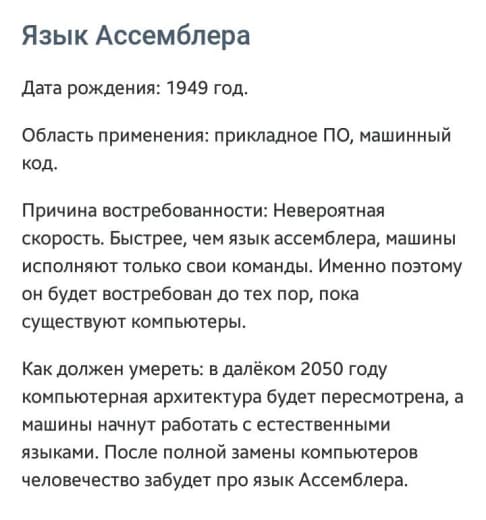 Язык Ассемблера
Дата рождения: 1949 год.
Область применения: прикладное ПО, машинный
код.
Причина востребованности: Невероятная
скорость. Быстрее, чем язык ассемблера, машины
исполняют только свои команды. Именно поэтому
он будет востребован до тех пор, пока
существуют компьютеры.
Как должен умереть: в далёком 2050 году
компьютерная архитектура будет пересмотрена, а
машины начнут работать с естественными
языками. После полной замены компьютеров
человечество забудет про язык Ассемблера.